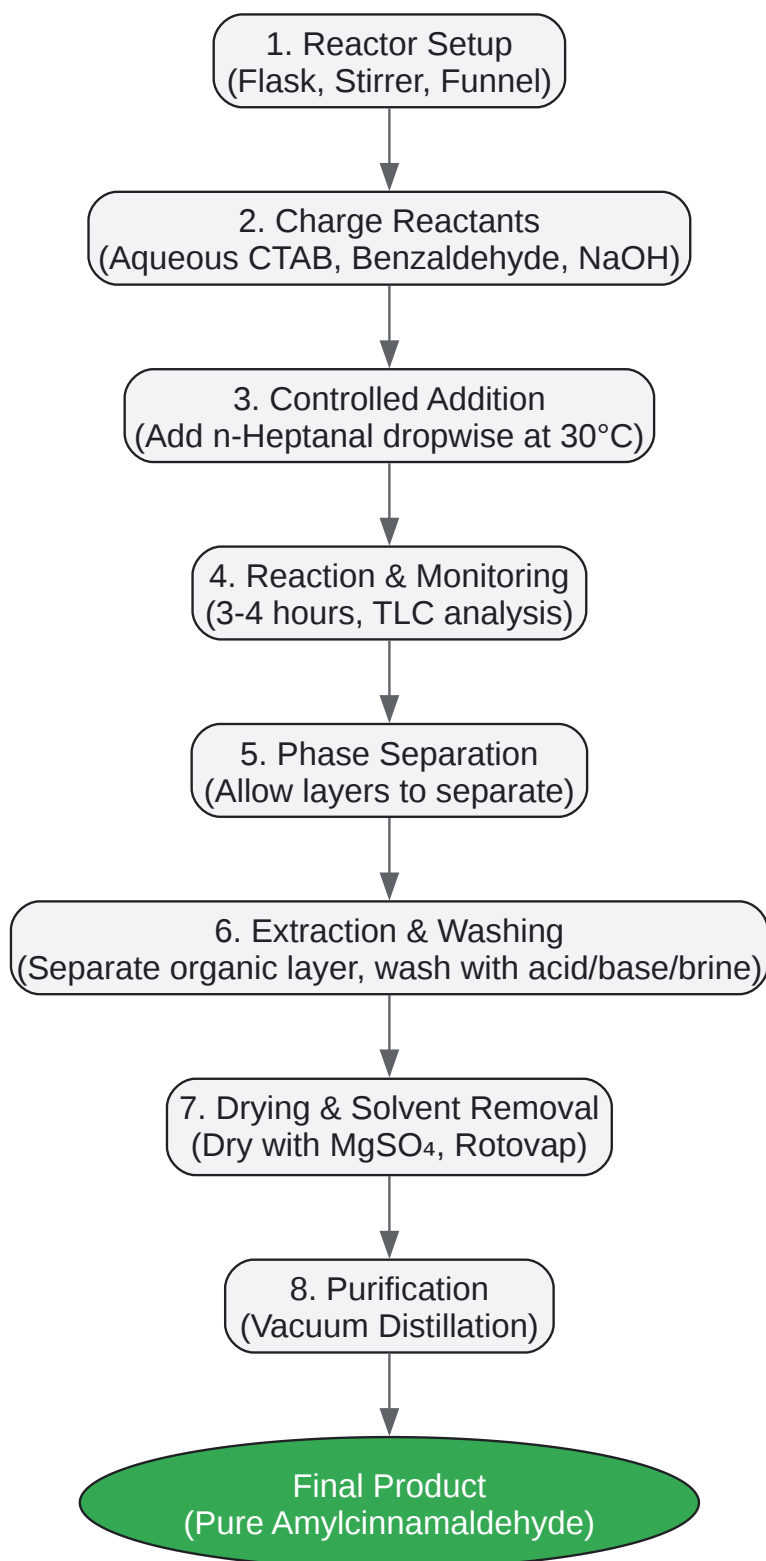 1. Reactor Setup
(Flask, Stirrer, Funnel)
2. Charge Reactants
(Aqueous CTAB, Benzaldehyde, NaOH)
3. Controlled Addition
(Add n-Heptanal dropwise at 30°C)
4. Reaction & Monitoring
(3-4 hours, TLC analysis)
5. Phase Separation
(Allow layers to separate)
6. Extraction & Washing
(Separate organic layer, wash with acid/base/brine)
7. Drying & Solvent Removal
(Dry with MgSO₄, Rotovap)
8. Purification
(Vacuum Distillation)
Final Product
(Pure Amylcinnamaldehyde)